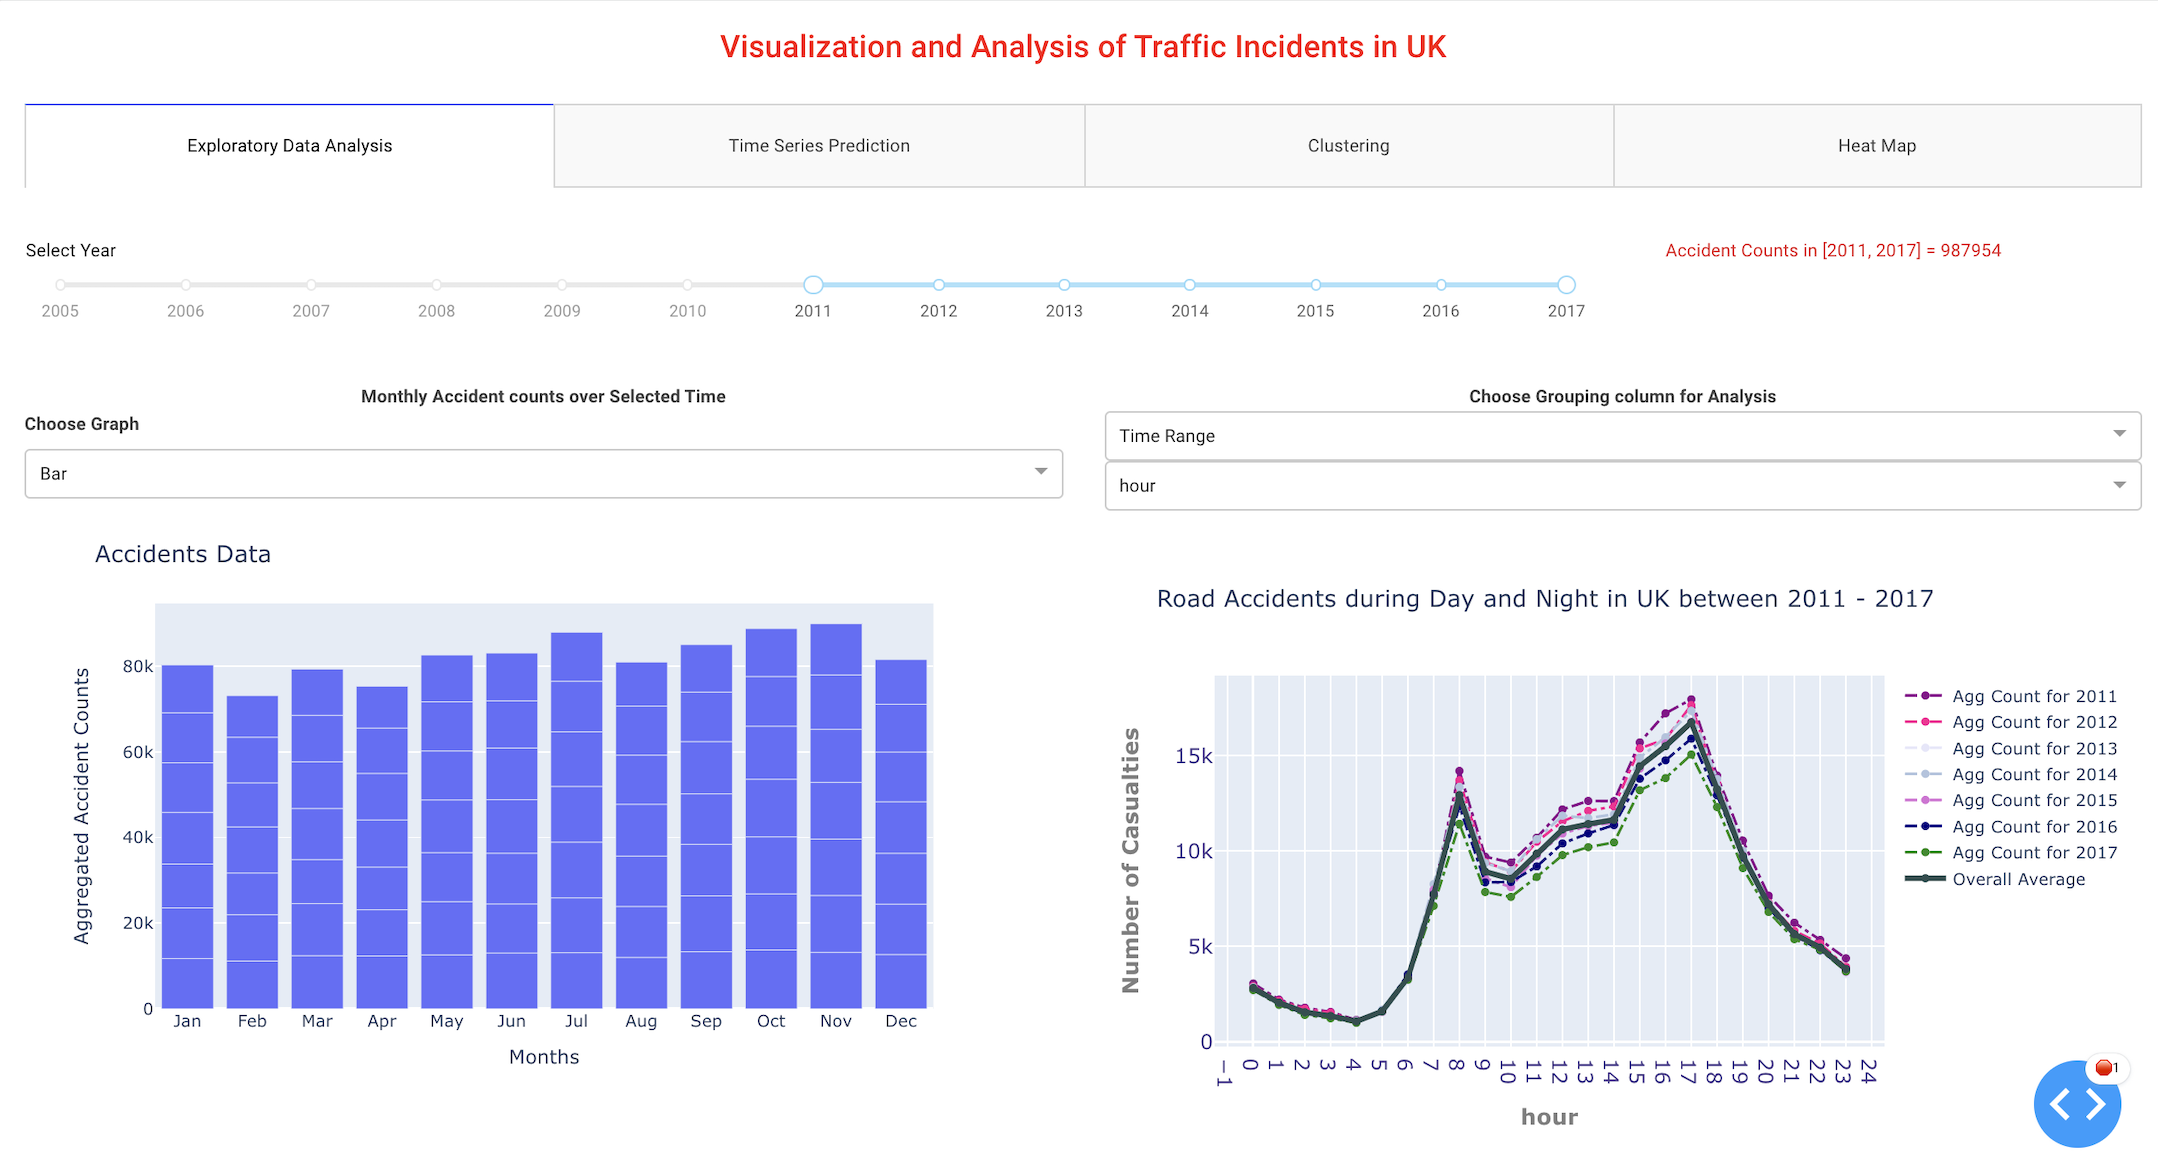 Visualization and Analysis of Traffic Incidents in UK
Exploratory Data Analysis
Time Series Prediction
Clustering
Heat Map
Select Year
Accident Counts in [2011, 2017] = 987954
2005 2006 2007 2008 2009 2010 2011 2012 2013 2014 2015 2016 2017
Monthly Accident counts over Selected Time
Choose Graph
Bar
Choose Grouping column for Analysis
Time Range
hour
Accidents Data
Aggregated Accident Counts
80k
60k
40k
20k
0
Jan Feb Mar Apr May Jun Jul Aug Sep Oct Nov Dec
Months
Road Accidents during Day and Night in UK between 2011 - 2017
Number of Casualties
15k
10k
5k
0
−1 0 1 2 3 4 5 6 7 8 9 10 11 12 13 14 15 16 17 18 19 20 21 22 23 24
hour
Agg Count for 2011
Agg Count for 2012
Agg Count for 2013
Agg Count for 2014
Agg Count for 2015
Agg Count for 2016
Agg Count for 2017
Overall Average
1